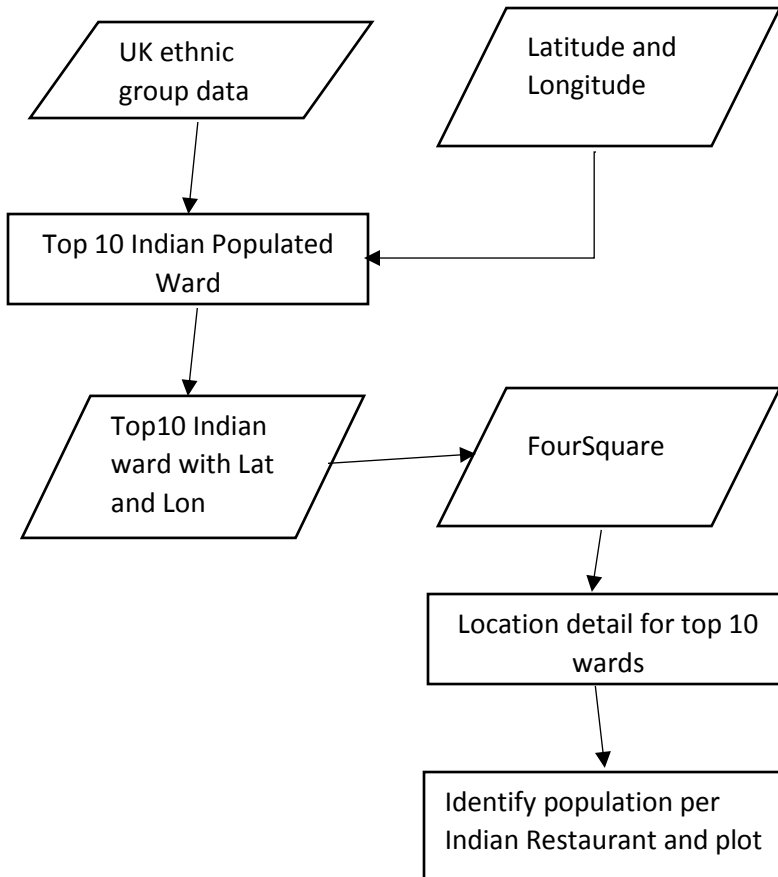 UK ethnic
group data
Latitude and
Longitude
Top 10 Indian Populated
Ward
Top10 Indian
ward with Lat
and Lon
FourSquare
Location detail for top 10
wards
Identify population per
Indian Restaurant and plot